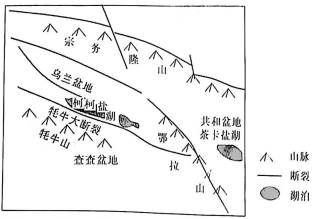 宗务隆山
乌兰盆地
柯柯盐湖
牦牛大断裂
牦牛山
查查盆地
鄂拉山
共和盆地
茶卡盐湖
山脉
断裂
湖泊